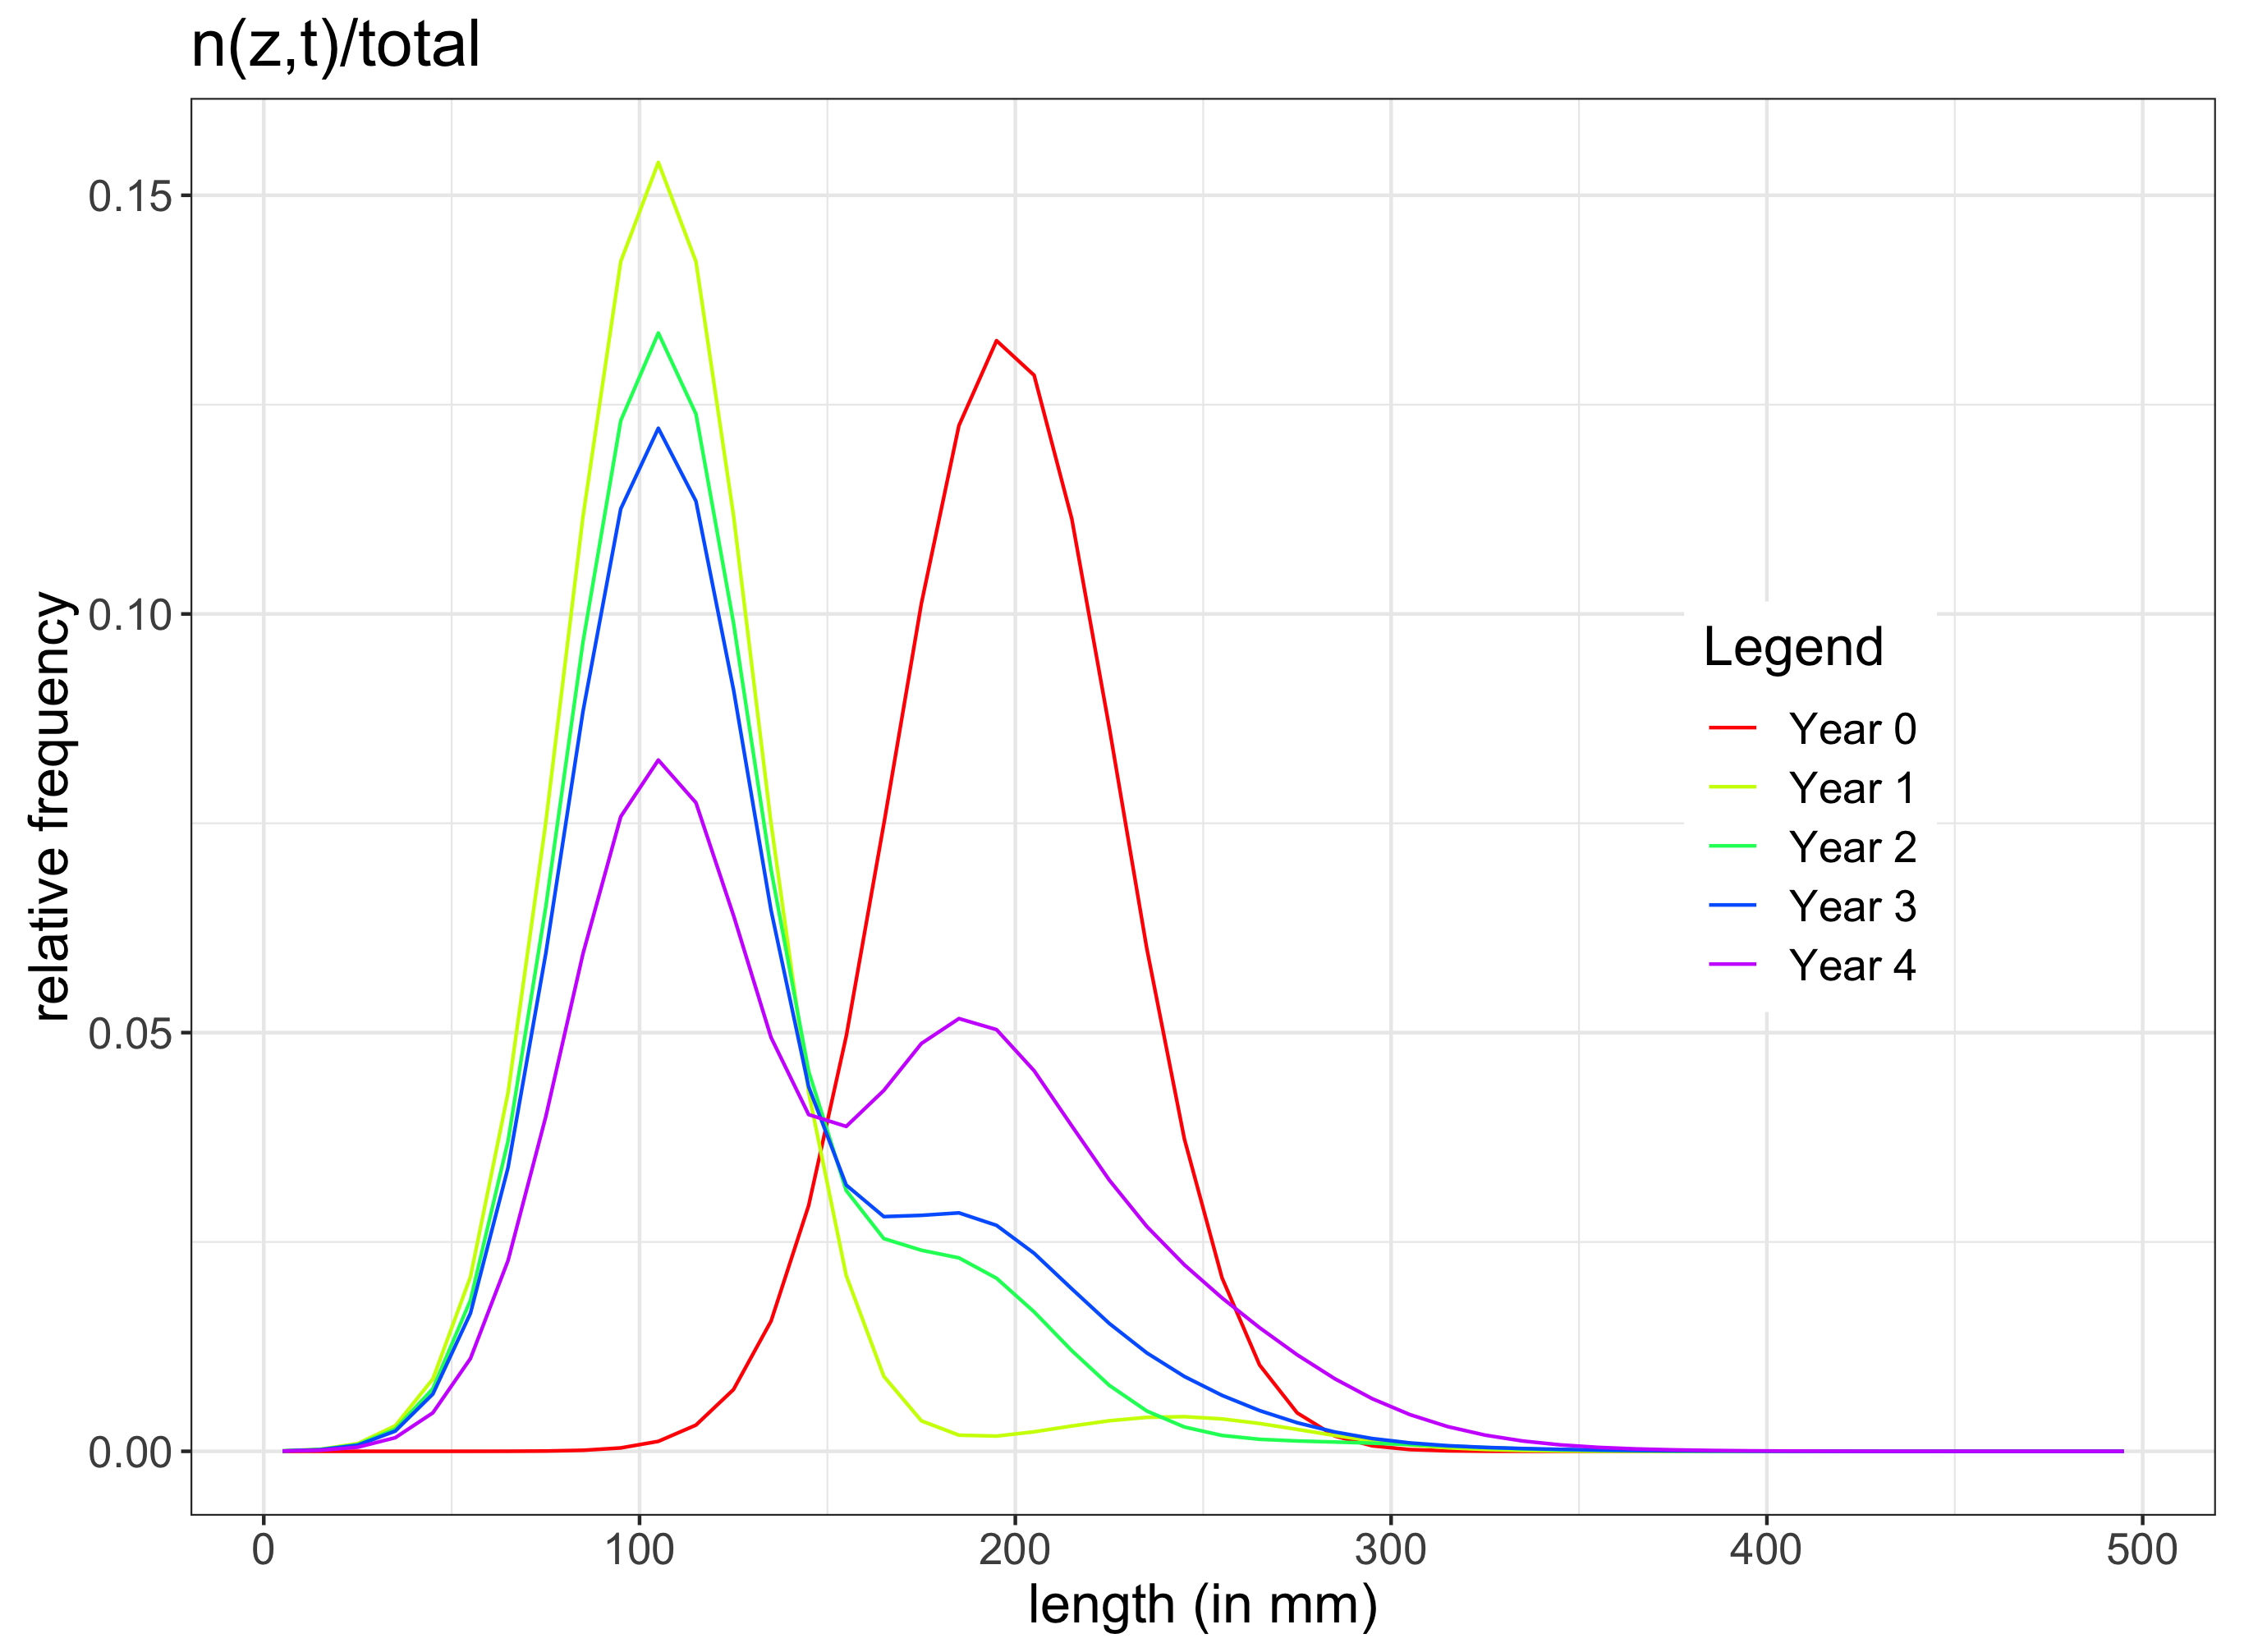 n(z,t)/total
relative frequency
0.15
0.10
0.05
0.00
0
100
200
300
400
500
length (in mm)
Legend
Year 0
Year 1
Year 2
Year 3
Year 4